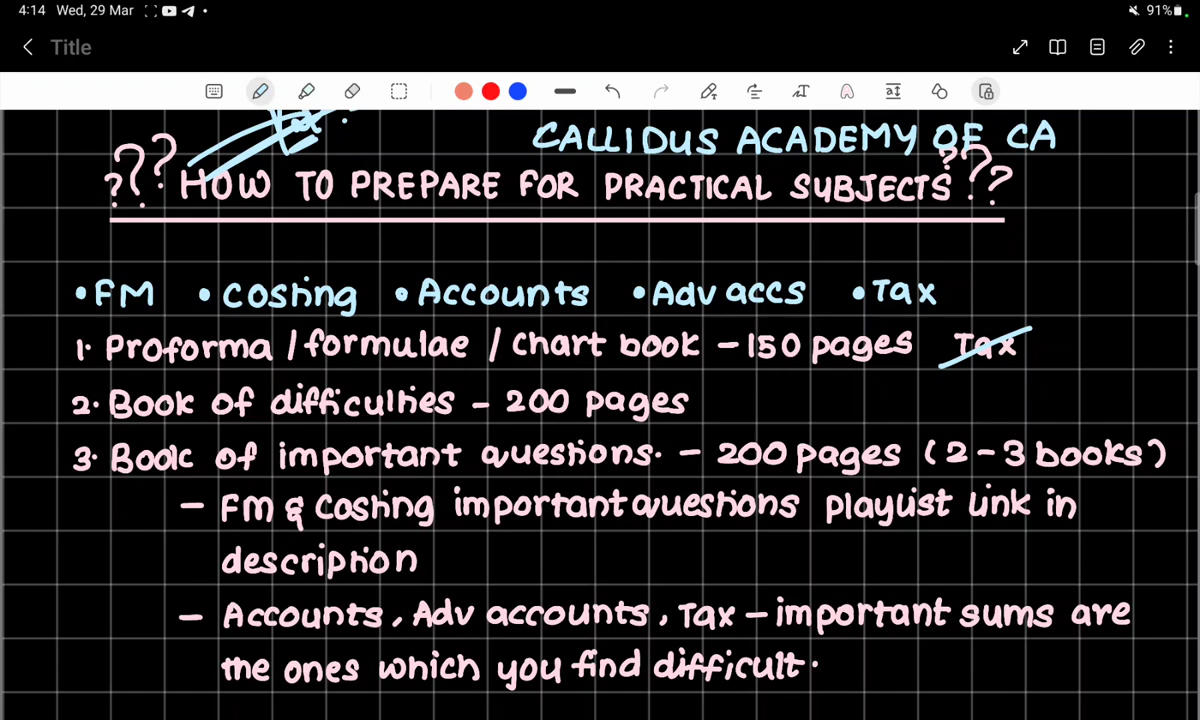 4:14 Wed, 29 Mar 91%
Title
CALLIDUS ACADEMY OF CA
??? HOW TO PREPARE FOR PRACTICAL SUBJECTS ???
• FM • Costing • Accounts • Adv accs • Tax
1. Proforma / formulae / Chart book - 150 pages Tax
2. Book of difficulties - 200 pages
3. Book of important questions. - 200 pages (2-3 books)
- FM & Costing important questions playlist link in
description
- Accounts, Adv accounts, Tax - important sums are
the ones which you find difficult.